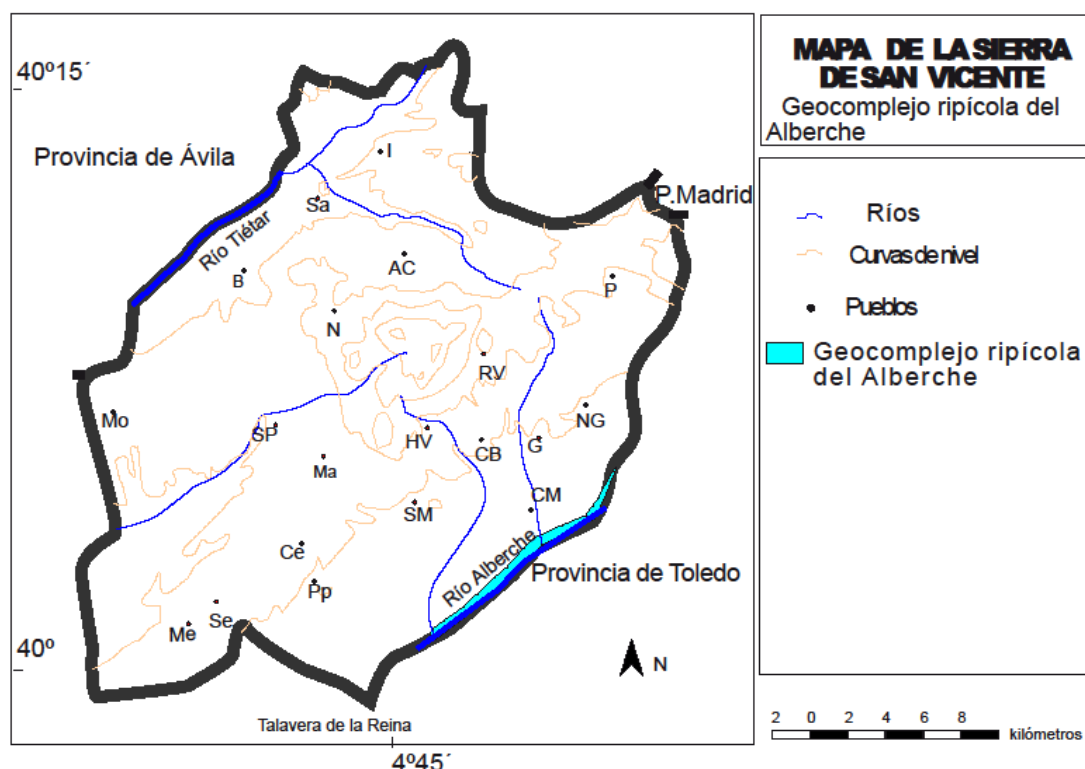 MAPA DE LA SIERRA
DE SAN VICENTE
Geocomplejo ripícola del
Alberche
40º15´
Provincia de Ávila
I
P.Madrid
Sa
Río Tiétar
AC
B
P
N
RV
Mo
NG
SP
HV
CB
G
Ma
CM
SM
Ce
Río Alberche
Provincia de Toledo
Pp
Se
Me
40º
N
Talavera de la Reina
4º45´
Ríos
Curvas de nivel
Pueblos
Geocomplejo ripícola
del Alberche
2 0 2 4 6 8
kilómetros